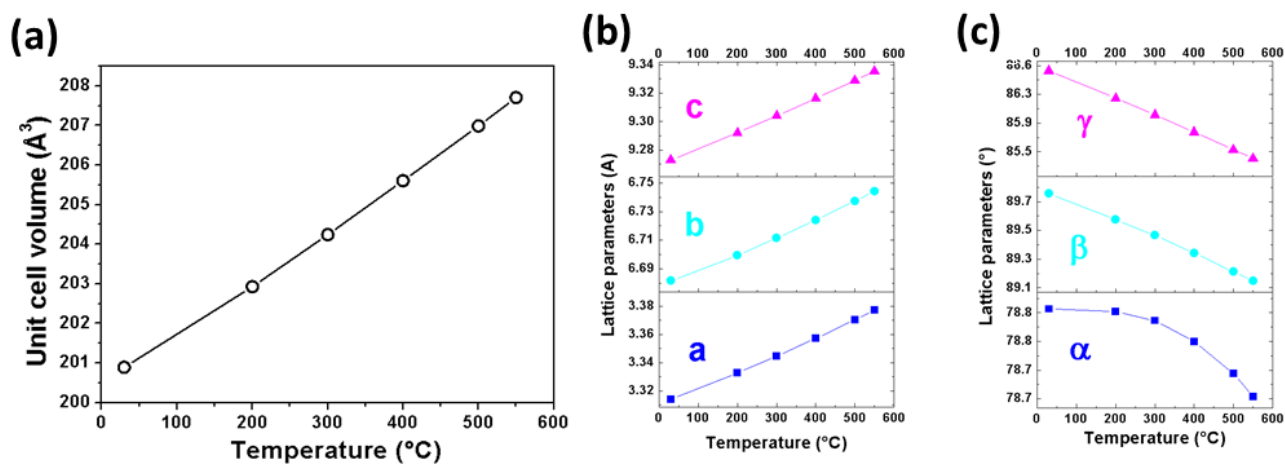 (a)
Unit cell volume (Å³)
208
207
206
205
204
203
202
201
200
0 100 200 300 400 500 600
Temperature (°C)
(b)
0 100 200 300 400 500 600
Lattice parameters (A)
9.34
9.33
9.30
9.28
c
6.75
6.73
6.71
6.69
b
3.38
3.36
3.34
3.32
a
0 100 200 300 400 500 600
Temperature (°C)
(c)
0 100 200 300 400 500 600
Lattice parameters (°)
86.3
85.9
85.5
γ
89.7
89.5
89.3
89.1
β
78.8
78.8
78.7
78.7
α
0 100 200 300 400 500 600
Temperature (°C)